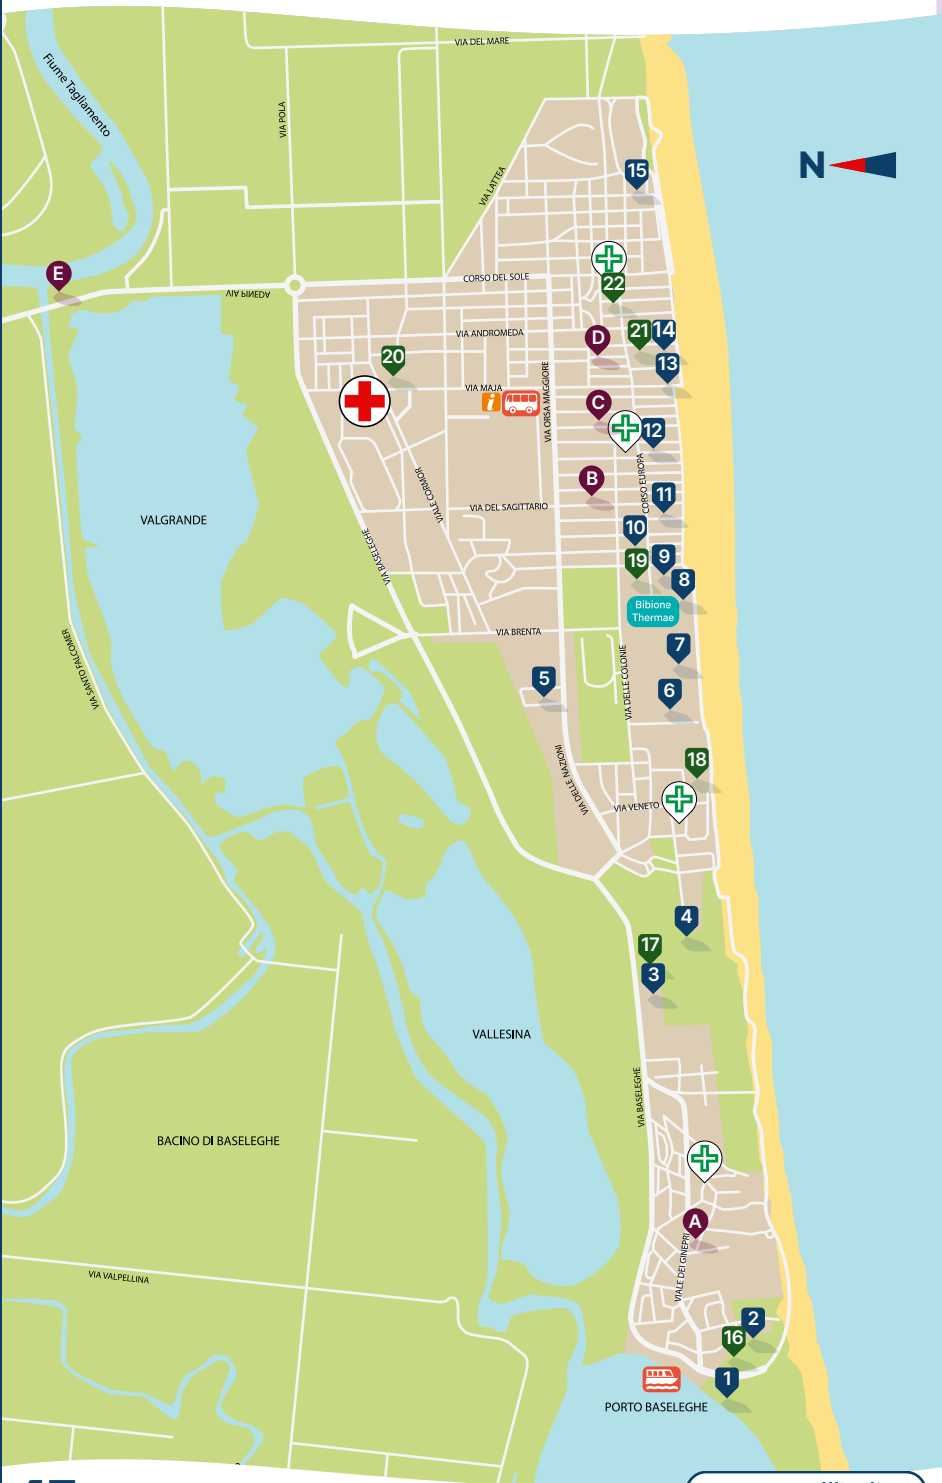 VIA DEL MARE
Fiume Tagliamento
VIA POLA
N
15
VIA LATTEA
E
22
CORSO DEL SOLE
VIA PINEDA
VIA ANDROMEDA
D
21
14
20
13
VIA MAJA
i
VIA ORSA MAGGIORE
C
12
CORSO EUROPA
B
VIALE CORMOR
VIA DEL SAGITTARIO
11
VALGRANDE
10
VIA BASELEGHE
19
9
8
Bibione
Thermae
VIA BRENTA
7
VIA SANTO FALCOMER
5
VIA DELLE COLONIE
6
VIA DELLE NAZIONI
18
VIA VENETO
4
17
3
VALLESINA
VIA BASELEGHE
BACINO DI BASELEGHE
A
VIALE DEI GINEPRI
VIA VALPELLINA
2
16
1
PORTO BASELEGHE